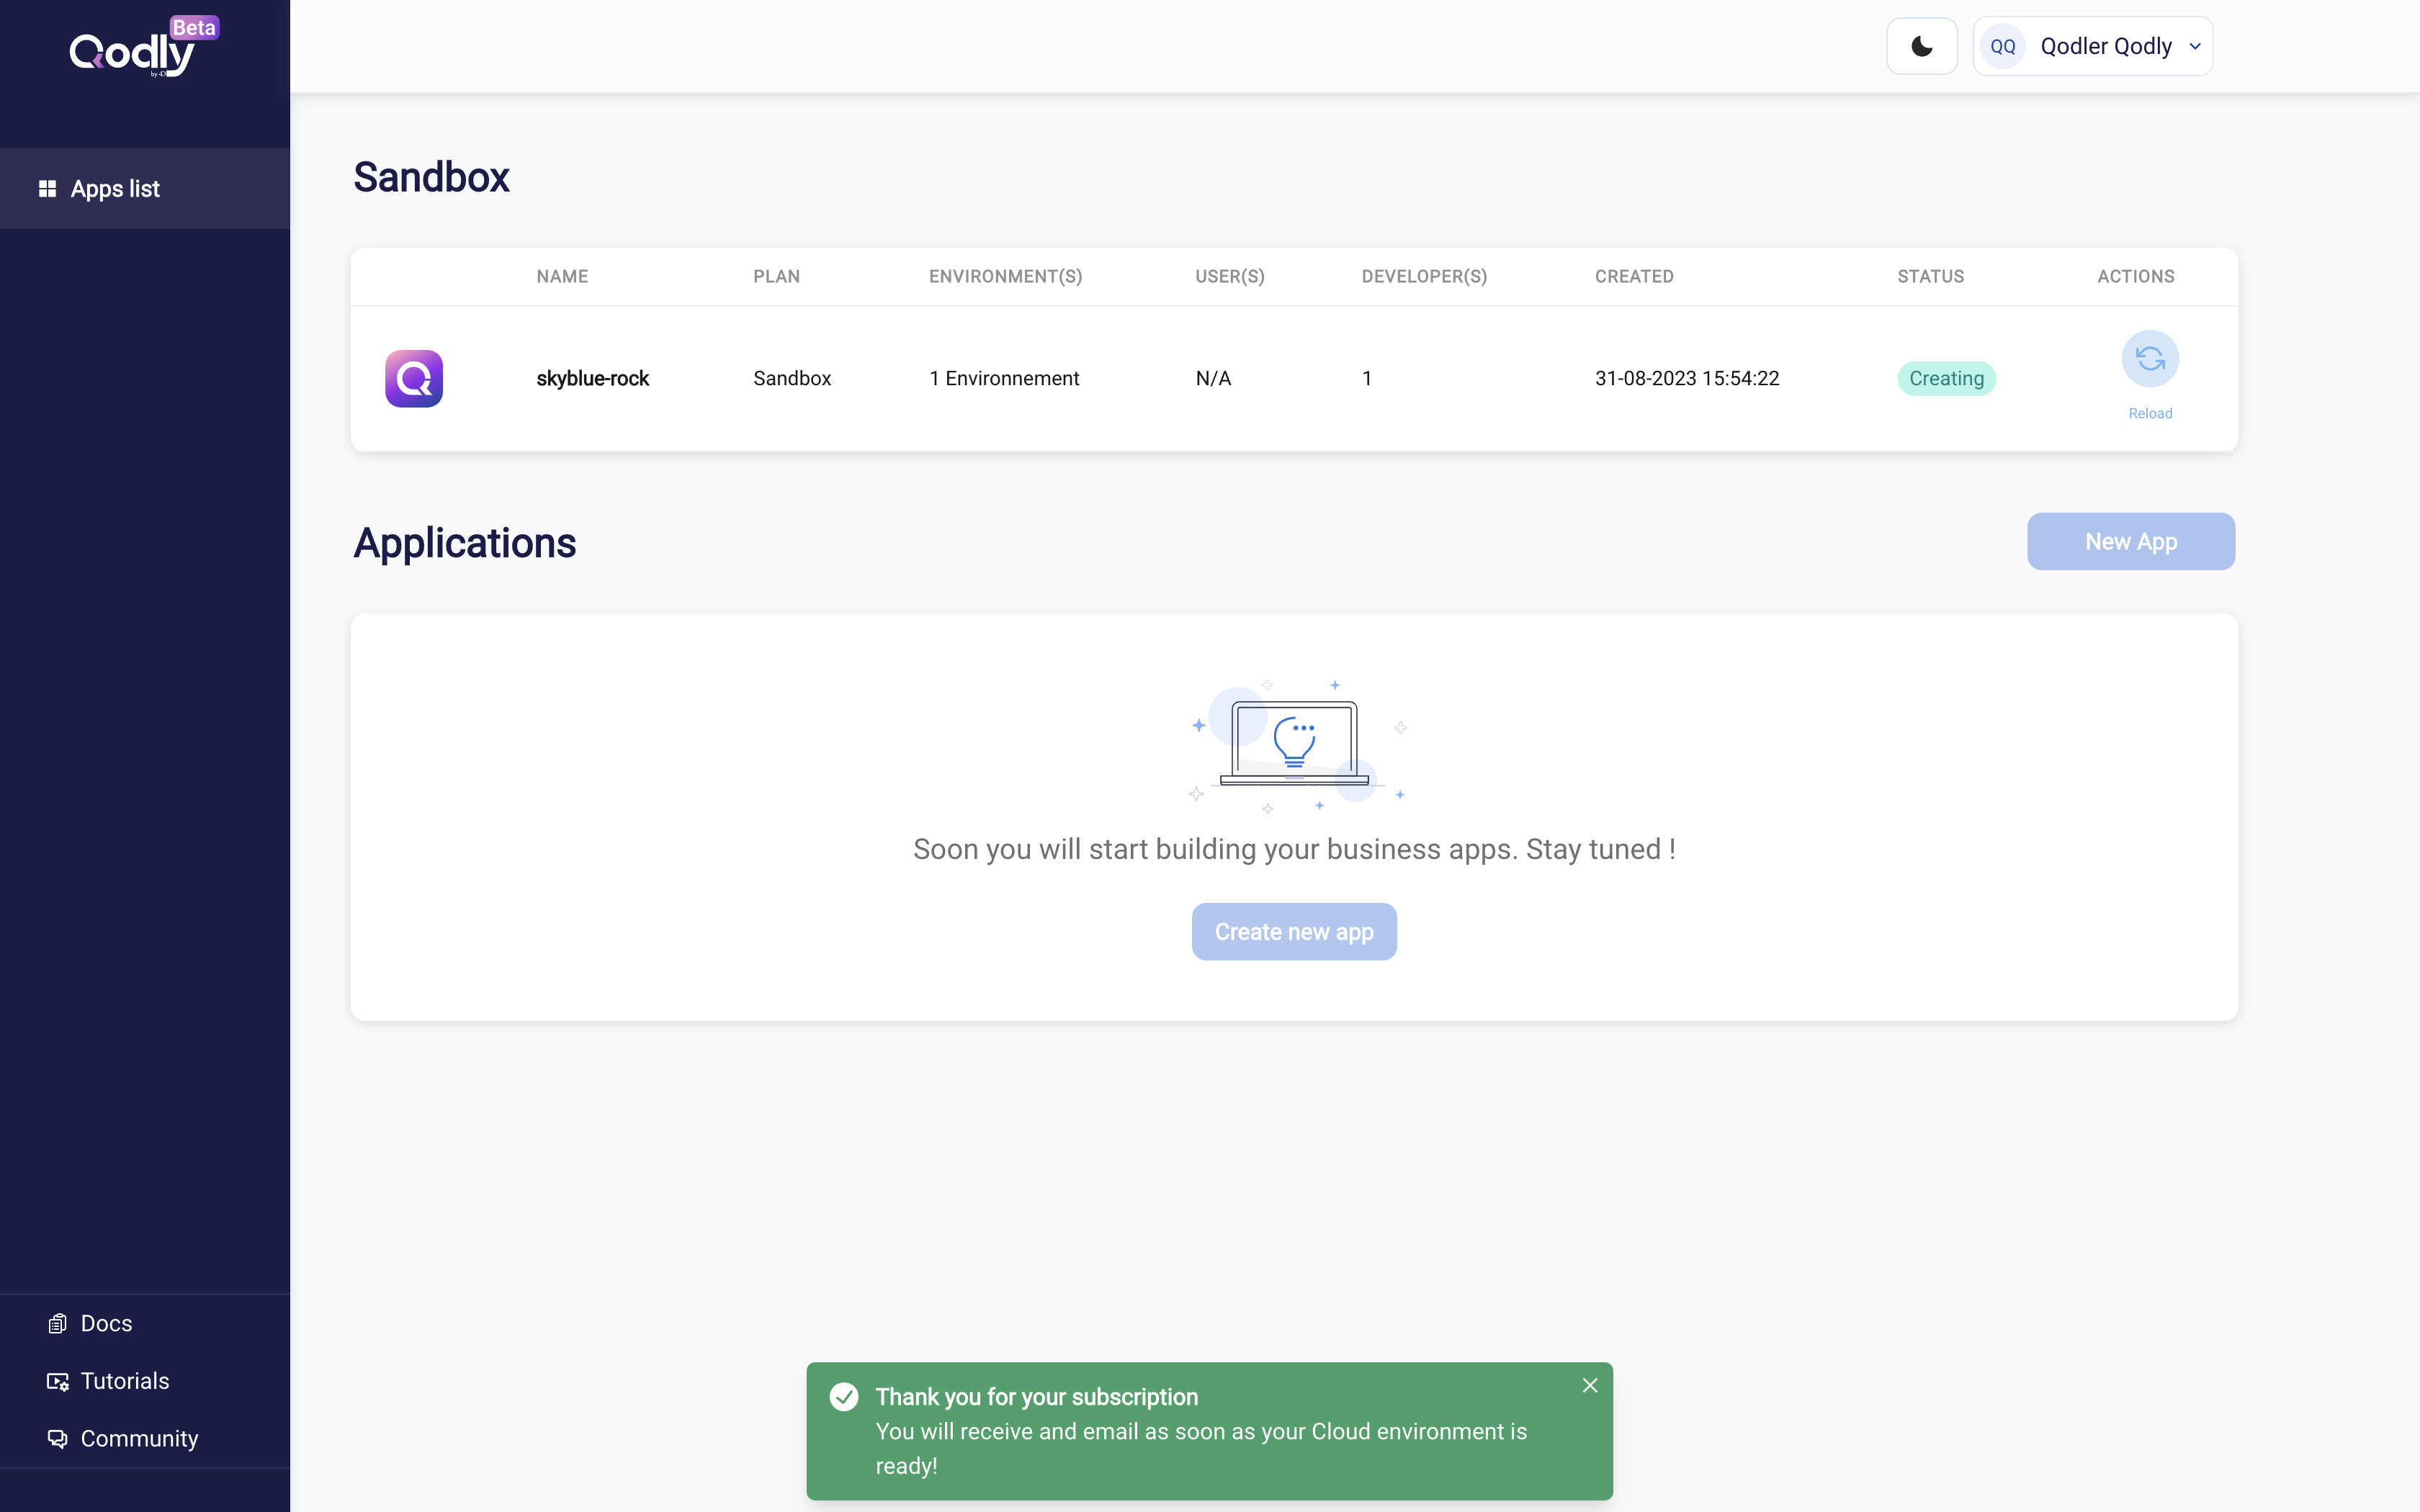 Qodly Beta
by 4D
QQ Qodler Qodly
Apps list
Sandbox
NAME PLAN ENVIRONMENT(S) USER(S) DEVELOPER(S) CREATED STATUS ACTIONS
skyblue-rock Sandbox 1 Environnement N/A 1 31-08-2023 15:54:22 Creating
Reload
Applications
New App
Soon you will start building your business apps. Stay tuned !
Create new app
Docs
Tutorials
Community
Thank you for your subscription
You will receive and email as soon as your Cloud environment is
ready!